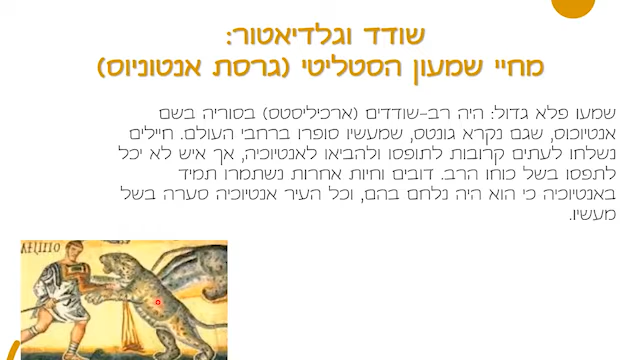 שודד וגלדיאטור:
מחיי שמעון הסטליטי (גרסת אנטוניוס)
שמעו פלא גדול: היה רב-שודדים (ארכיליסטס) בסוריה בשם
אנטיוכוס, שגם נקרא גונטס, שמעשיו סופרו ברחבי העולם. חיילים
נשלחו לעתים קרובות לתופסו ולהביאו לאנטיוכיה, אך איש לא יכל
לתפסו בשל כוחו הרב. דובים וחיות אחרות נשתמרו תמיד
באנטיוכיה כי הוא היה נלחם בהם, וכל העיר אנטיוכיה סערה בשל
מעשיו.